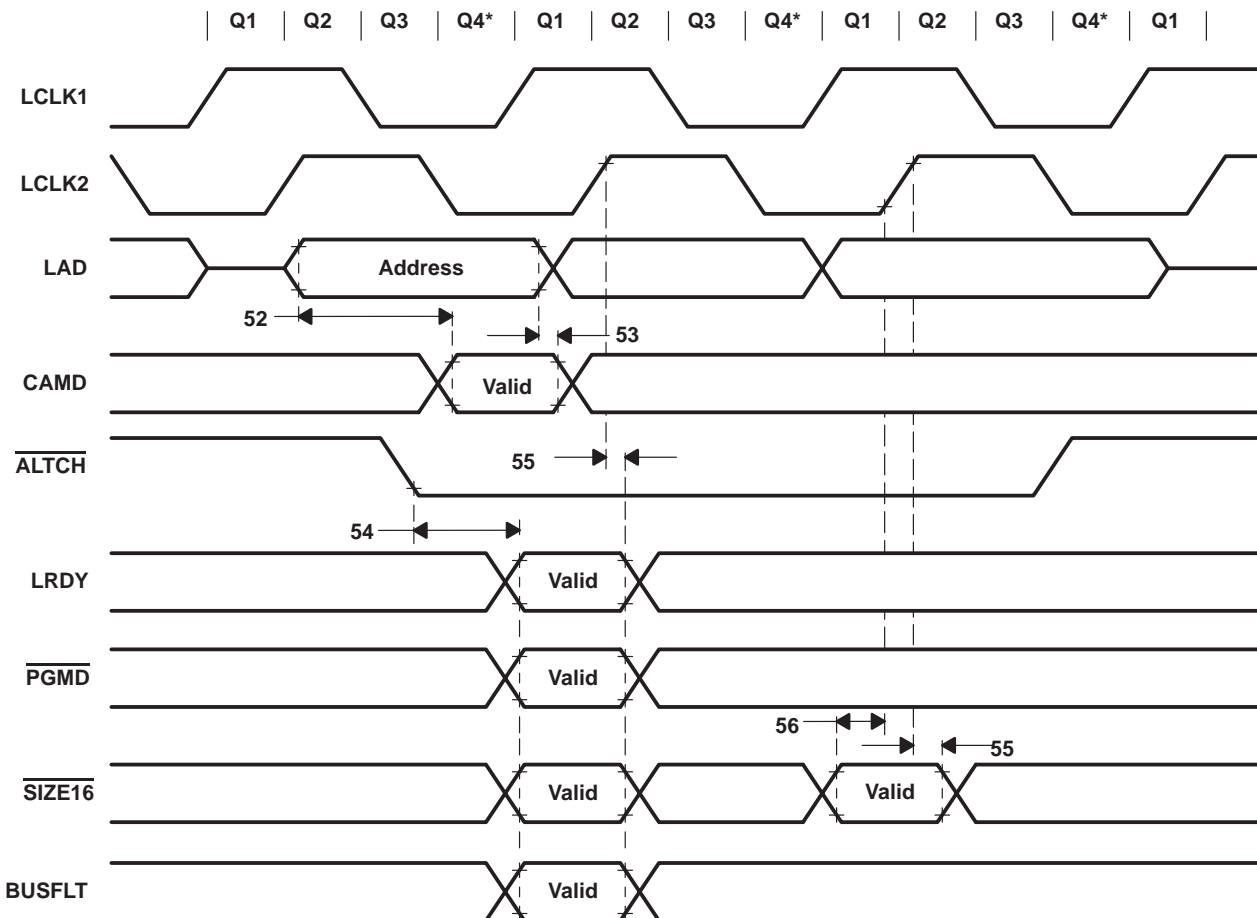 Q1 Q2 Q3 Q4* Q1 Q2 Q3 Q4* Q1 Q2 Q3 Q4* Q1
LCLK1
LCLK2
LAD Address
52 53
CAMD Valid
ALTCH
55
54
LRDY Valid
PGMD Valid
56 55
SIZE16 Valid Valid
BUSFLT Valid